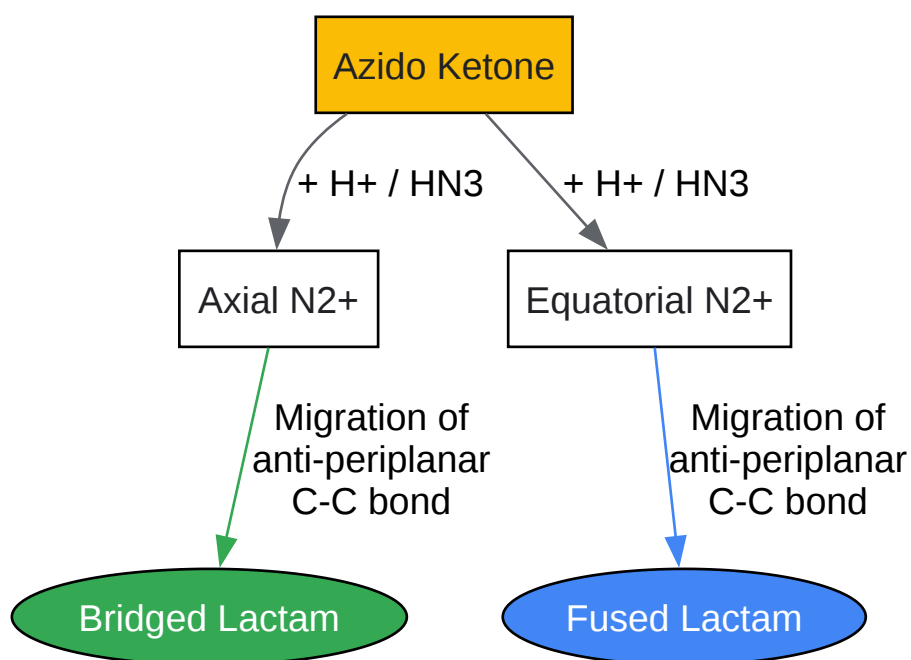 Azido Ketone
+ H+ / HN3
+ H+ / HN3
Axial N2+
Equatorial N2+
Migration of
anti-periplanar
C-C bond
Migration of
anti-periplanar
C-C bond
Bridged Lactam
Fused Lactam